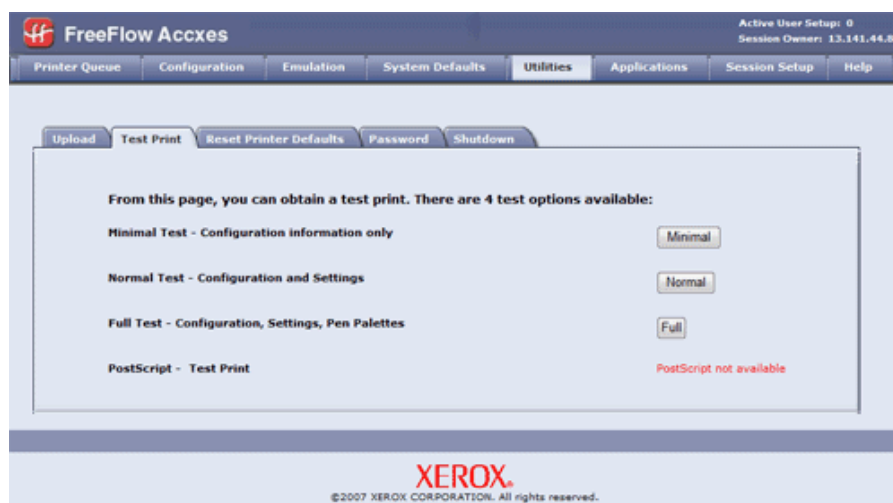 FreeFlow Accxes
Active User Setup: 0
Session Owner: 13.141.44.8
Printer Queue Configuration Emulation System Defaults Utilities Applications Session Setup Help
Upload Test Print Reset Printer Defaults Password Shutdown
From this page, you can obtain a test print. There are 4 test options available:
Minimal Test - Configuration information only Minimal
Normal Test - Configuration and Settings Normal
Full Test - Configuration, Settings, Pen Palettes Full
PostScript - Test Print PostScript not available
XEROX.
©2007 XEROX CORPORATION. All rights reserved.